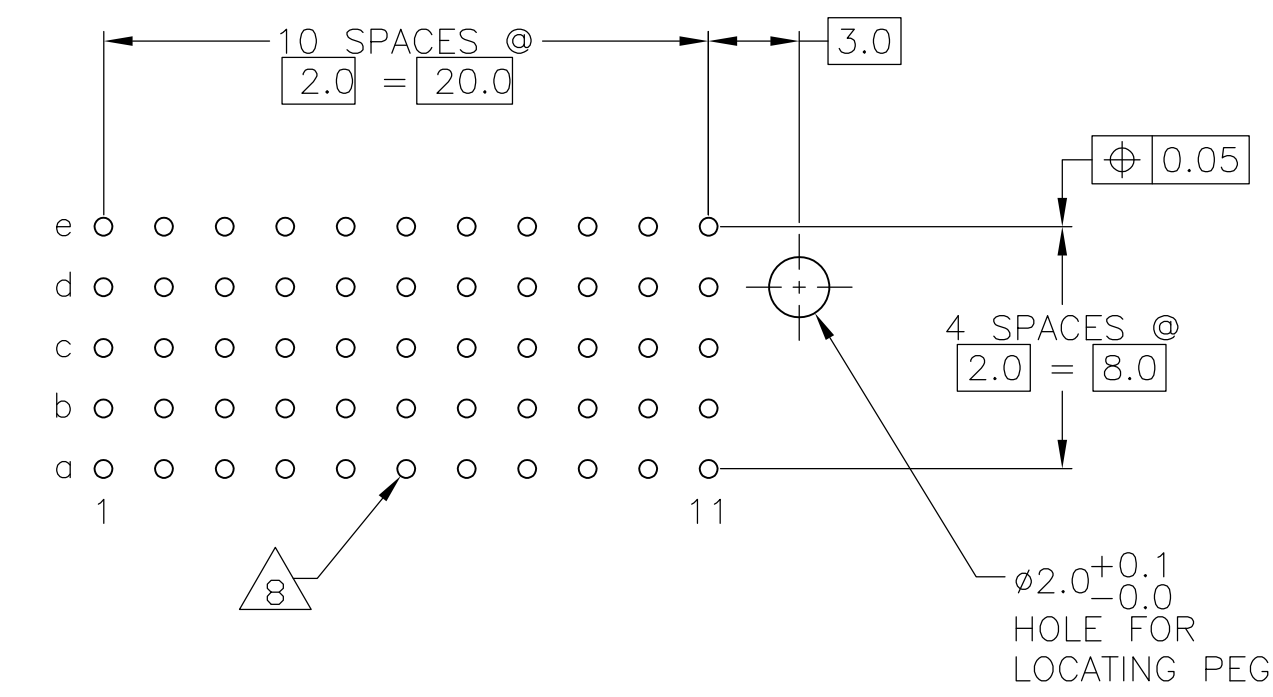 10 SPACES @
2.0 = 20.0
3.0
⌖ 0.05
e
d
c
b
a
1
11
4 SPACES @
2.0 = 8.0
8
⌀2.0 +0.1
-0.0
HOLE FOR
LOCATING PEG